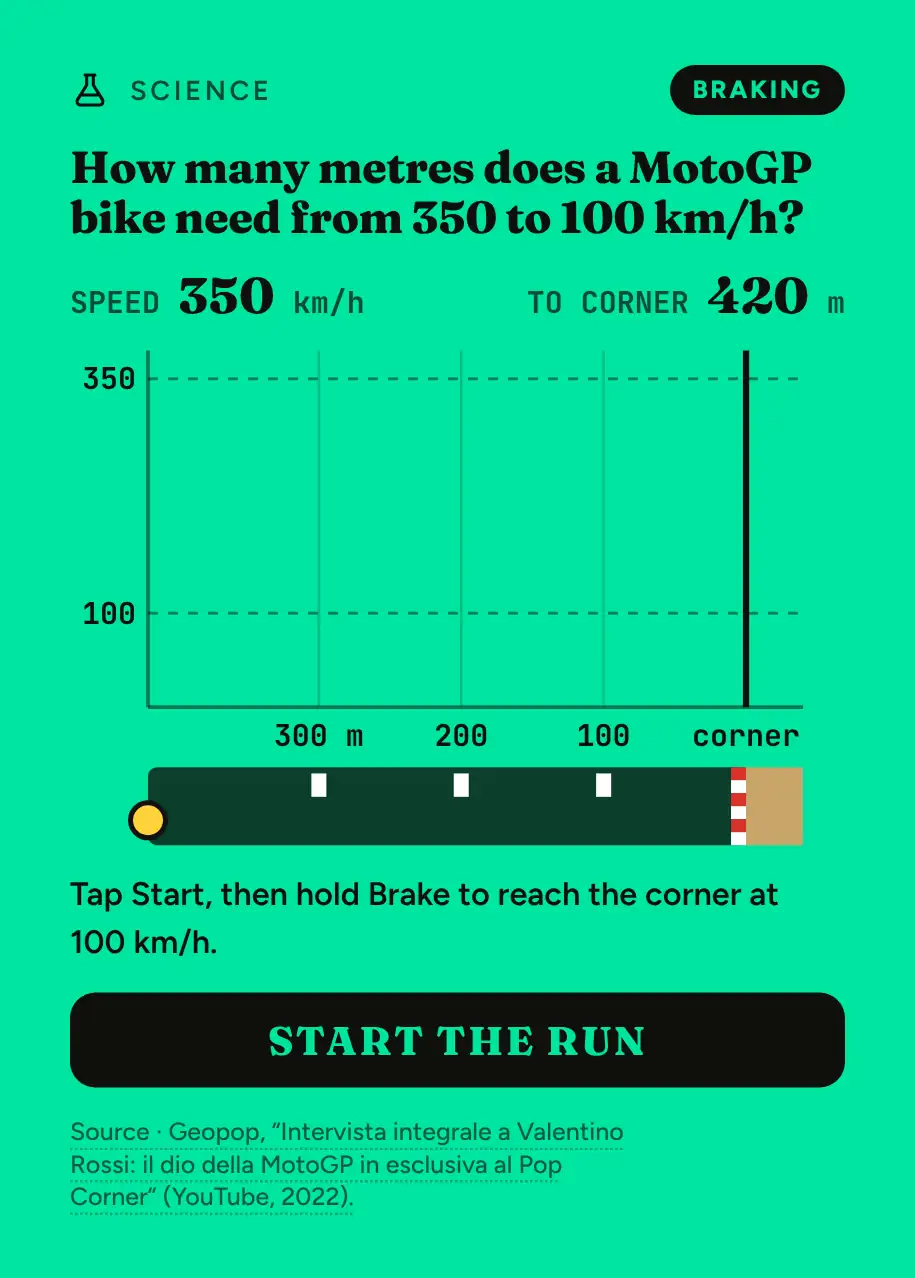 SCIENCE
BRAKING
How many metres does a MotoGP
bike need from 350 to 100 km/h?
SPEED 350 km/h
TO CORNER 420 m
350
100
300 m 200 100 corner
Tap Start, then hold Brake to reach the corner at
100 km/h.
START THE RUN
Source · Geopop, “Intervista integrale a Valentino
Rossi: il dio della MotoGP in esclusiva al Pop
Corner” (YouTube, 2022).